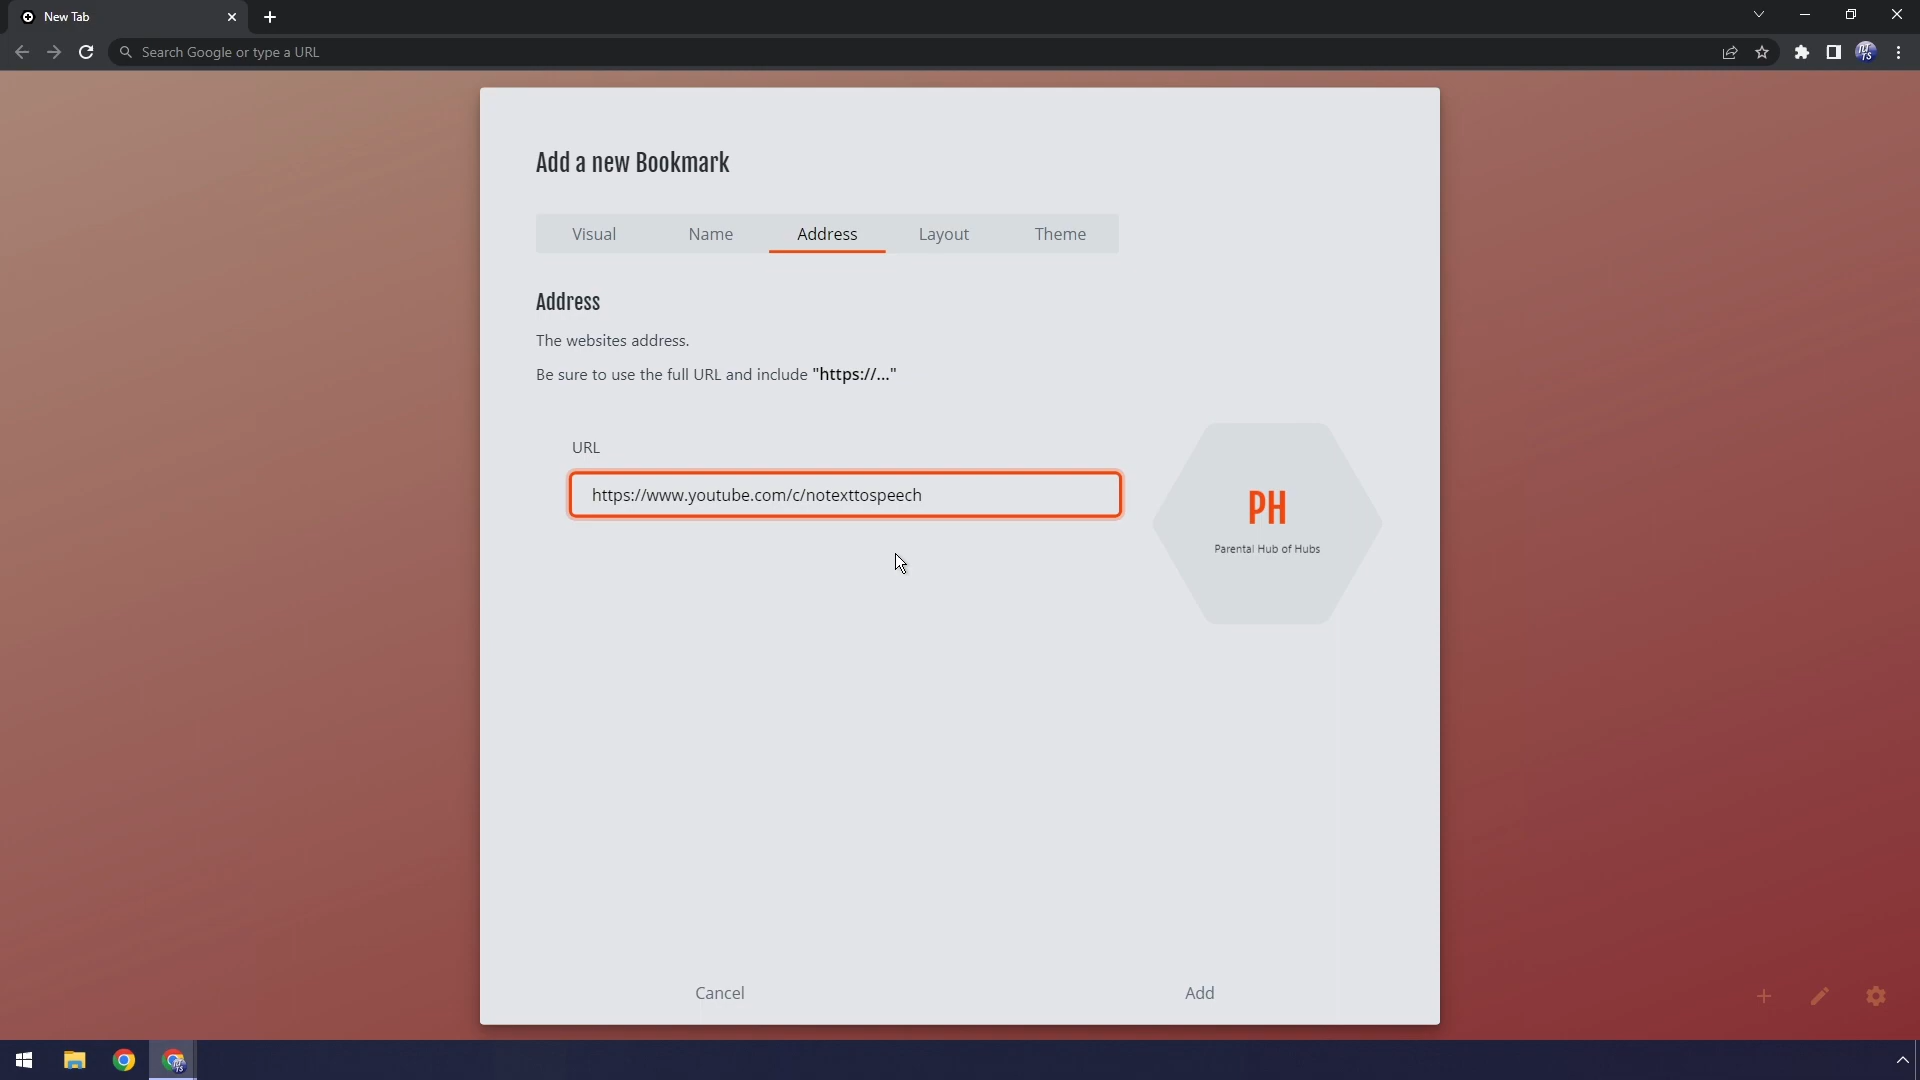 New Tab
Search Google or type a URL
Add a new Bookmark
Visual Name Address Layout Theme
Address
The websites address.
Be sure to use the full URL and include "https://..."
URL
https://www.youtube.com/c/notexttospeech
PH
Parental Hub of Hubs
Cancel Add